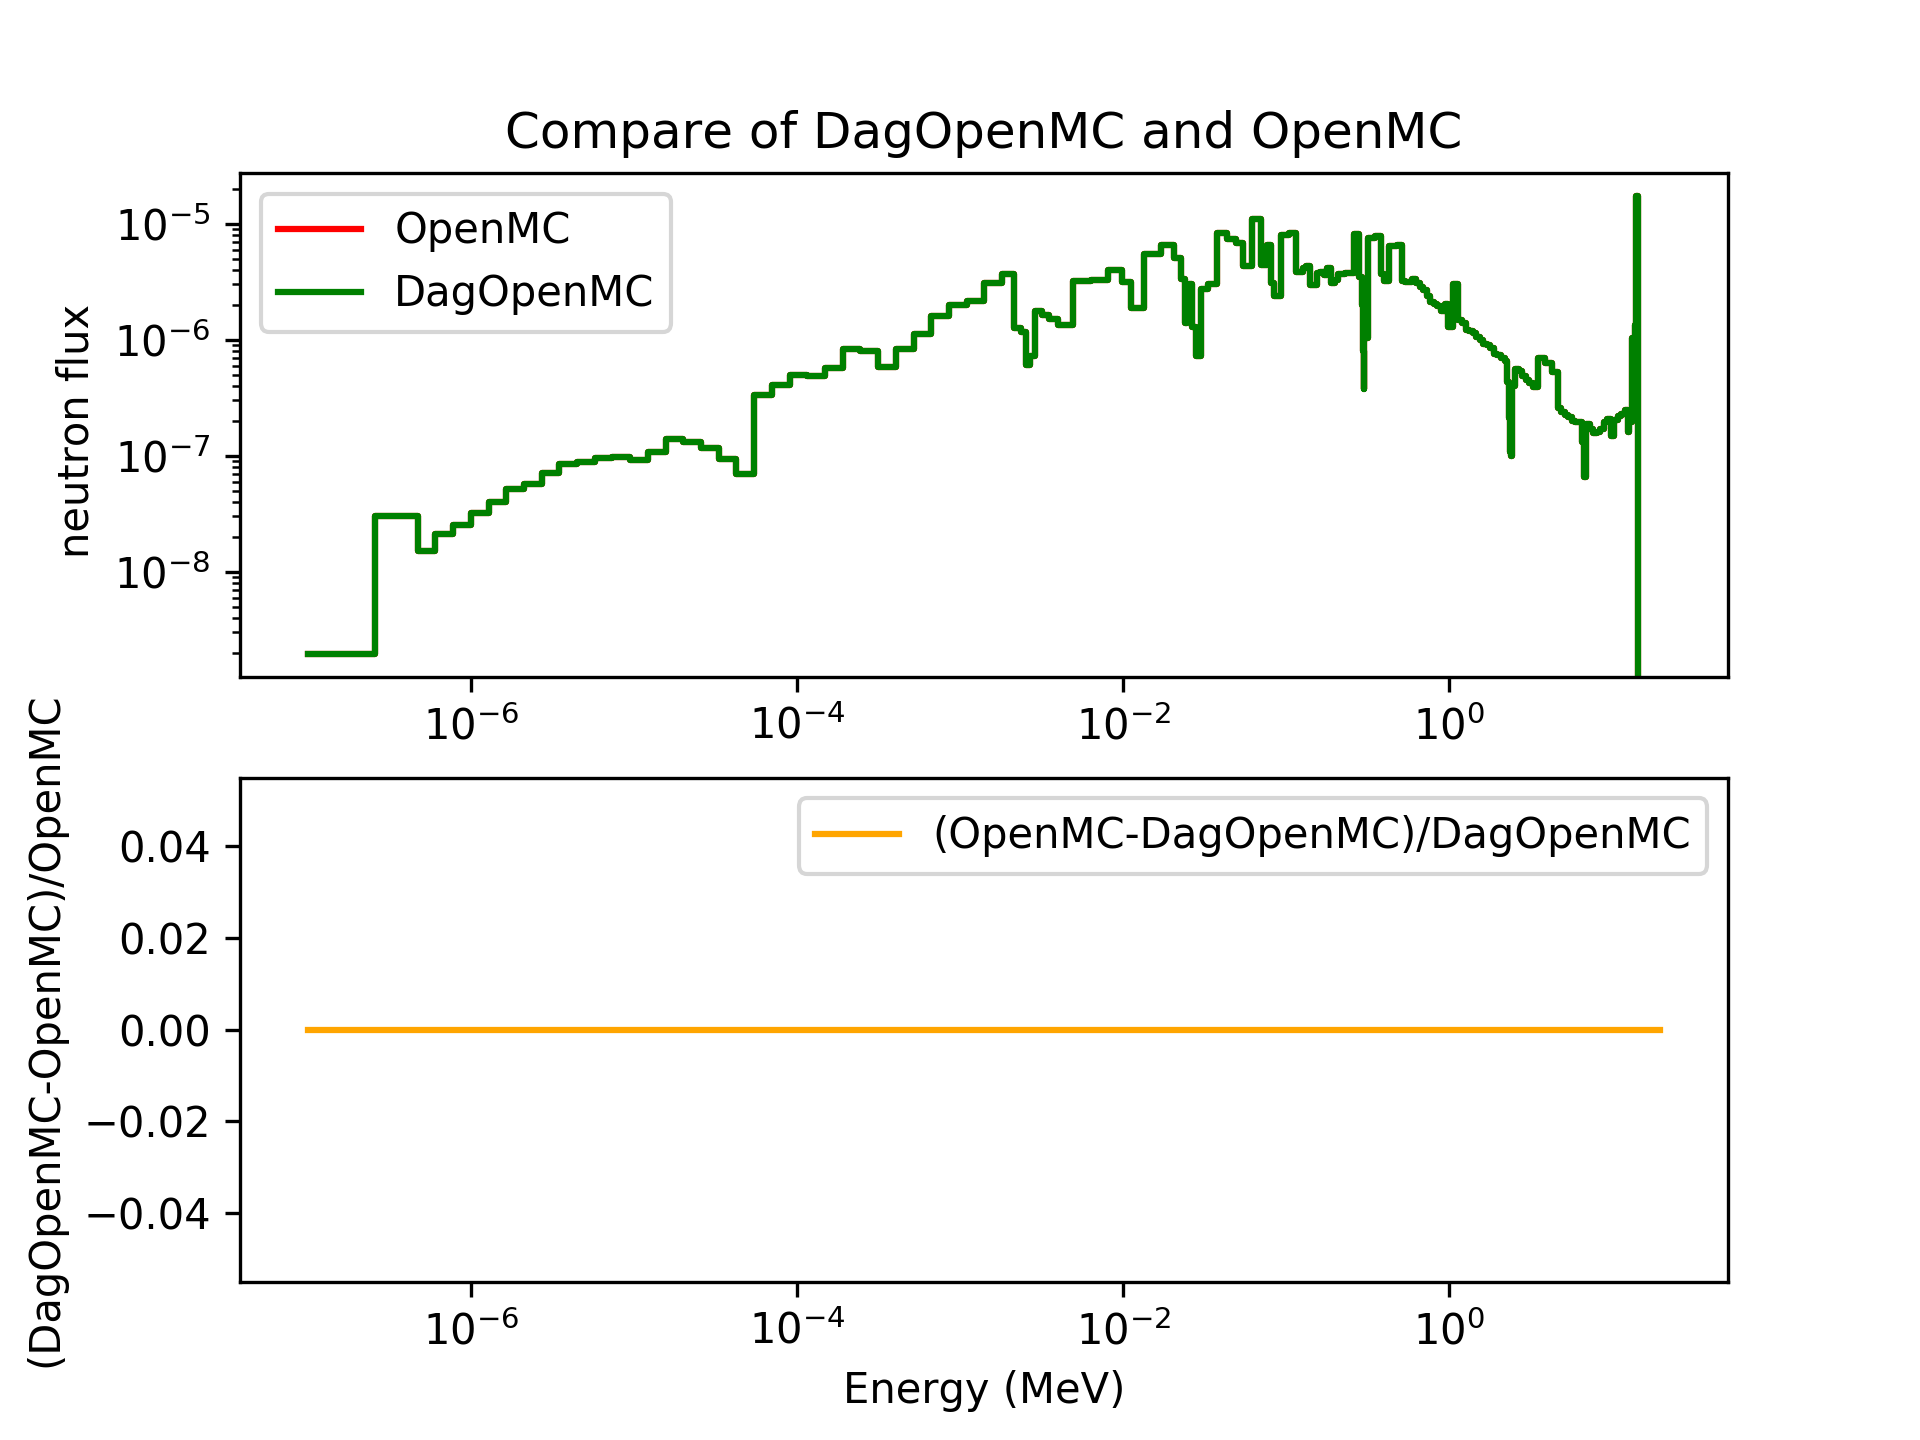 Compare of DagOpenMC and OpenMC
OpenMC
DagOpenMC
neutron flux
10⁻⁵
10⁻⁶
10⁻⁷
10⁻⁸
10⁻⁶ 10⁻⁴ 10⁻² 10⁰
(OpenMC-DagOpenMC)/DagOpenMC
(DagOpenMC-OpenMC)/OpenMC
0.04
0.02
0.00
−0.02
−0.04
10⁻⁶ 10⁻⁴ 10⁻² 10⁰
Energy (MeV)